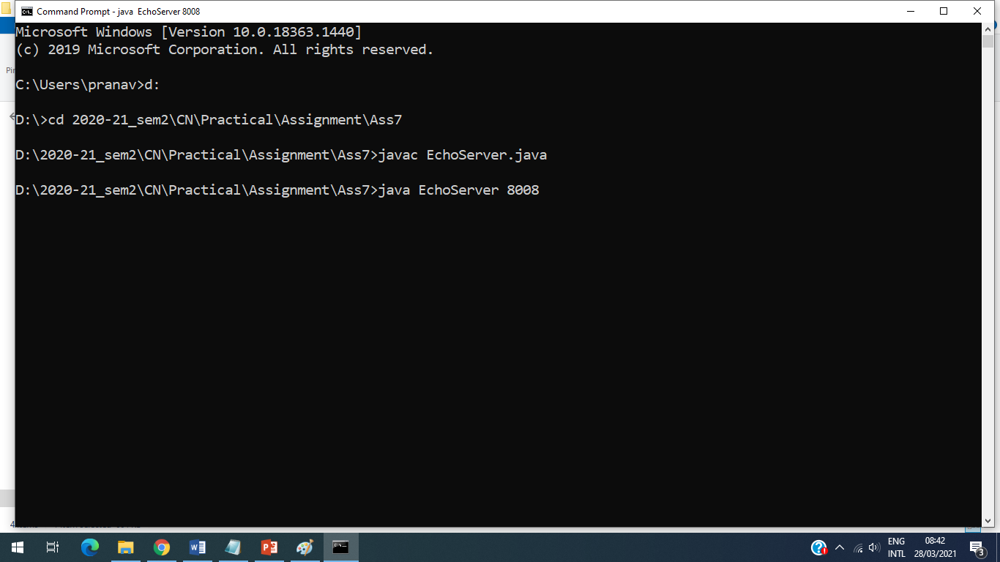 Command Prompt - java  EchoServer 8008
Microsoft Windows [Version 10.0.18363.1440]
(c) 2019 Microsoft Corporation. All rights reserved.
C:\Users\pranav>d:
D:\>cd 2020-21_sem2\CN\Practical\Assignment\Ass7
D:\2020-21_sem2\CN\Practical\Assignment\Ass7>javac EchoServer.java
D:\2020-21_sem2\CN\Practical\Assignment\Ass7>java EchoServer 8008
ENG
INTL
08:42
28/03/2021
3